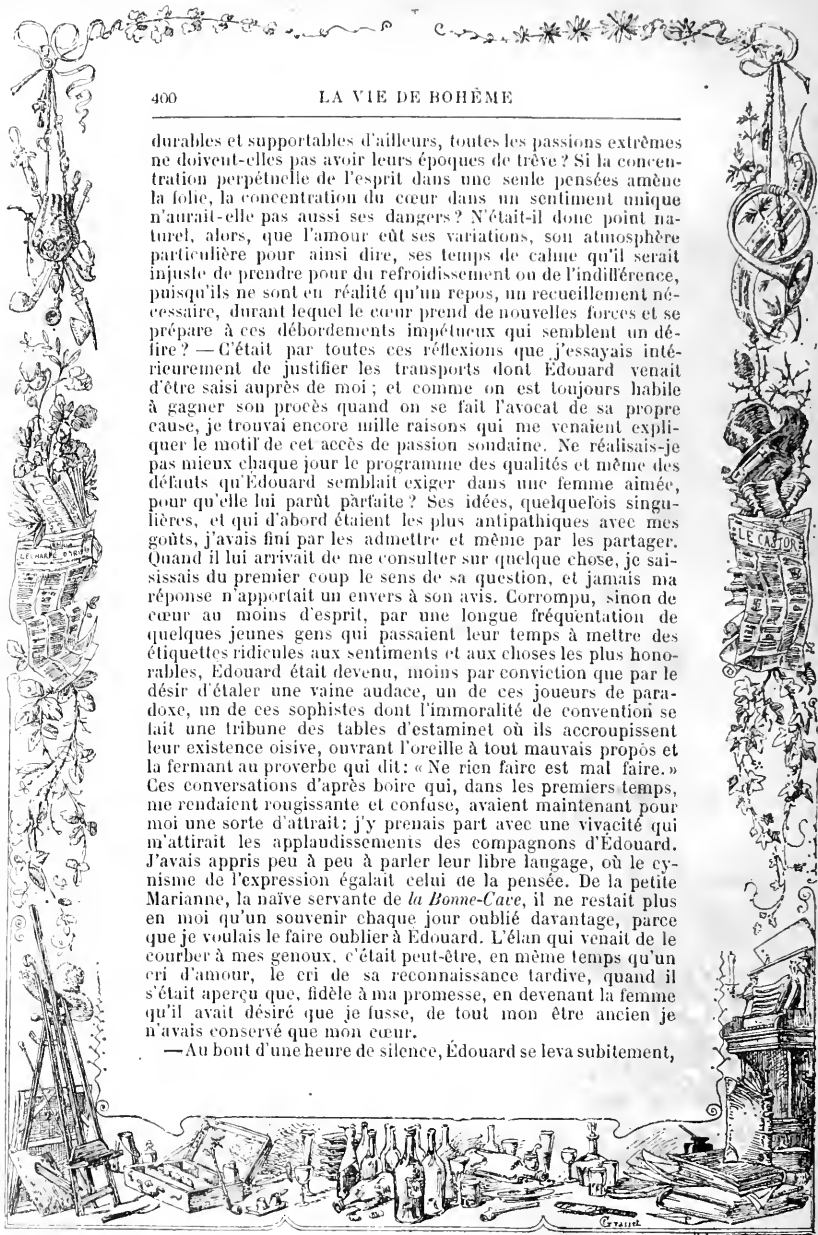 400
LA VIE DE BOHÊME
durables et supportables d'ailleurs, toutes les passions extrêmes
ne doivent-elles pas avoir leurs époques de trêve ? Si la concen-
tration perpétuelle de l'esprit dans une seule pensées amène
la folie, la concentration du cœur dans un sentiment unique
n'aurait-elle pas aussi ses dangers ? N'était-il donc point na-
turel, alors, que l'amour eût ses variations, son atmosphère
particulière pour ainsi dire, ses temps de calme qu'il serait
injuste de prendre pour du refroidissement ou de l'indifférence,
puisqu'ils ne sont en réalité qu'un repos, un recueillement né-
cessaire, durant lequel le cœur prend de nouvelles forces et se
prépare à ces débordements impétueux qui semblent un dé-
lire ? — C'était par toutes ces réflexions que j'essayais inté-
rieurement de justifier les transports dont Édouard venait
d'être saisi auprès de moi ; et comme on est toujours habile
à gagner son procès quand on se fait l'avocat de sa propre
cause, je trouvai encore mille raisons qui me venaient expli-
quer le motif de cet accès de passion soudaine. Ne réalisais-je
pas mieux chaque jour le programme des qualités et même des
défauts qu'Édouard semblait exiger dans une femme aimée,
pour qu'elle lui parût parfaite ? Ses idées, quelquefois singu-
lières, et qui d'abord étaient les plus antipathiques avec mes
goûts, j'avais fini par les admettre et même par les partager.
Quand il lui arrivait de me consulter sur quelque chose, je sai-
sissais du premier coup le sens de sa question, et jamais ma
réponse n'apportait un envers à son avis. Corrompu, sinon de
cœur au moins d'esprit, par une longue fréquentation de
quelques jeunes gens qui passaient leur temps à mettre des
étiquettes ridicules aux sentiments et aux choses les plus hono-
rables, Édouard était devenu, moins par conviction que par le
désir d'étaler une vaine audace, un de ces joueurs de para-
doxe, un de ces sophistes dont l'immoralité de convention se
fait une tribune des tables d'estaminet où ils accroupissent
leur existence oisive, ouvrant l'oreille à tout mauvais propos et
la fermant au proverbe qui dit : « Ne rien faire est mal faire. »
Ces conversations d'après boire qui, dans les premiers temps,
me rendaient rougissante et confuse, avaient maintenant pour
moi une sorte d'attrait ; j'y prenais part avec une vivacité qui
m'attirait les applaudissements des compagnons d'Édouard.
J'avais appris peu à peu à parler leur libre langage, où le cy-
nisme de l'expression égalait celui de la pensée. De la petite
Marianne, la naïve servante de la Bonne-Cave, il ne restait plus
en moi qu'un souvenir chaque jour oublié davantage, parce
que je voulais le faire oublier à Édouard. L'élan qui venait de le
courber à mes genoux, c'était peut-être, en même temps qu'un
cri d'amour, le cri de sa reconnaissance tardive, quand il
s'était aperçu que, fidèle à ma promesse, en devenant la femme
qu'il avait désiré que je fusse, de tout mon être ancien je
n'avais conservé que mon cœur.
— Au bout d'une heure de silence, Édouard se leva subitement,
LE CASTOR
Grasset